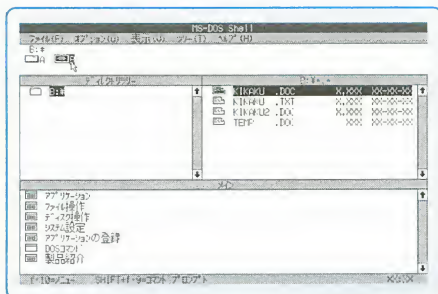 MS-DOS Shell
ファイル(F) オプション(O) 表示(V) ツリー(T) ヘルプ(H)
B:¥
A B
ディレクトリツリー
B:¥
B:¥*.*
KIKAKU .DOC X,XXX XX-XX-XX
KIKAKU .TXT X,XXX XX-XX-XX
KIKAKU2 .DOC X,XXX XX-XX-XX
TEMP .DOC XXX XX-XX-XX
メイン
アプリケーション
ファイル操作
ディスク操作
システム設定
アプリケーションの登録
DOSコマンド
製品紹介
f･10=メニュー SHIFT+f･9=コマンド プロンプト XX:XX